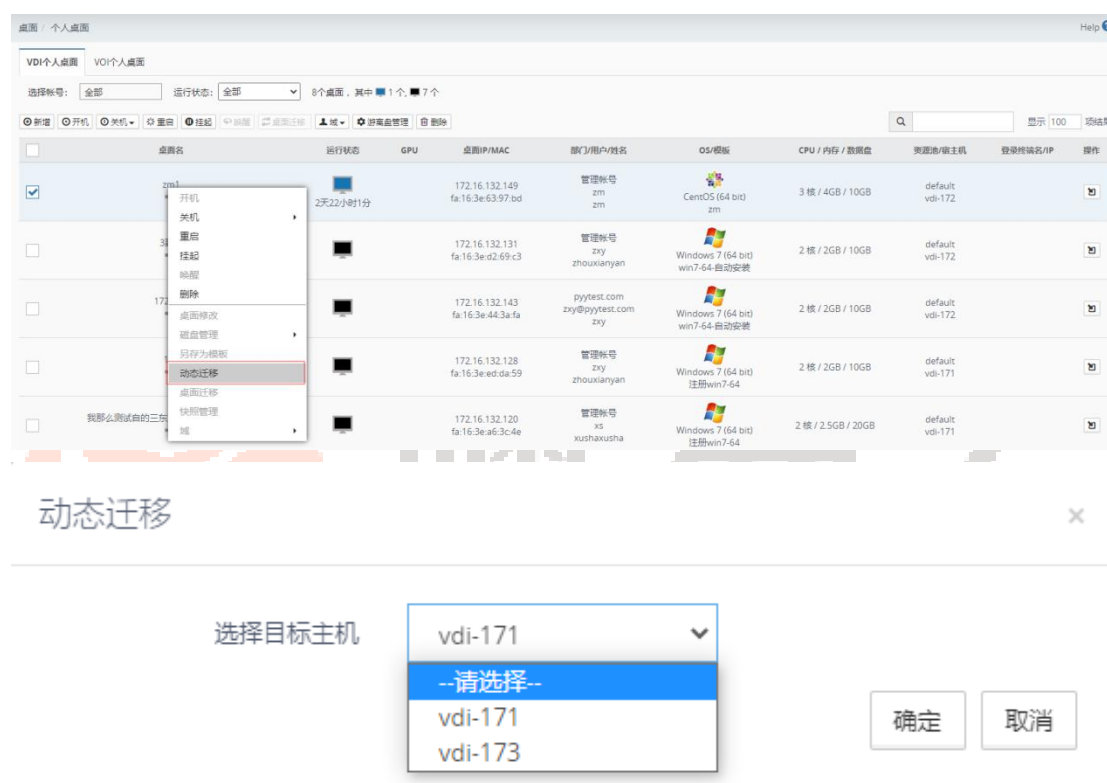 桌面 / 个人桌面 Help
VDI个人桌面 VOI个人桌面
选择帐号: 全部 运行状态: 全部 8个桌面，其中 1 个, 7 个
新增 开机 关机 重启 挂起 唤醒 桌面迁移 域 游离盘管理 删除 显示 100 项结果
桌面名 运行状态 GPU 桌面IP/MAC 部门/用户/姓名 OS/模板 CPU / 内存 / 数据盘 资源池/宿主机 登录终端名/IP 操作
zm1
2天22小时1分
172.16.132.149
fa:16:3e:63:97:bd
管理帐号
zm
zm
CentOS (64 bit)
zm
3 核 / 4GB / 10GB
default
vdi-172
172.16.132.131
fa:16:3e:d2:69:c3
管理帐号
zxy
zhouxianyan
Windows 7 (64 bit)
win7-64-自动安装
2 核 / 2GB / 10GB
default
vdi-172
172
172.16.132.143
fa:16:3e:44:3a:fa
pyytest.com
zxy@pyytest.com
zxy
Windows 7 (64 bit)
win7-64-自动安装
2 核 / 2GB / 10GB
default
vdi-172
172.16.132.128
fa:16:3e:ed:da:59
管理帐号
zxy
zhouxianyan
Windows 7 (64 bit)
注册win7-64
2 核 / 2GB / 10GB
default
vdi-171
我那么测试自的三东
172.16.132.120
fa:16:3e:a6:3c:4e
管理帐号
xs
xushaxusha
Windows 7 (64 bit)
注册win7-64
2 核 / 2.5GB / 20GB
default
vdi-171
开机
关机
重启
挂起
唤醒
删除
桌面修改
磁盘管理
另存为模板
动态迁移
桌面迁移
快照管理
域
动态迁移
选择目标主机 vdi-171
--请选择--
vdi-171
vdi-173
确定 取消